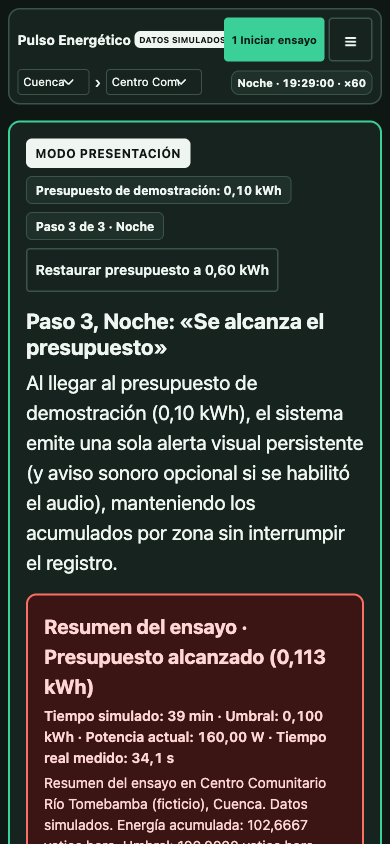 Pulso Energético DATOS SIMULADOS 1 Iniciar ensayo
Cuenca › Centro Com Noche · 19:29:00 · ×60
MODO PRESENTACIÓN
Presupuesto de demostración: 0,10 kWh
Paso 3 de 3 · Noche
Restaurar presupuesto a 0,60 kWh
Paso 3, Noche: «Se alcanza el
presupuesto»
Al llegar al presupuesto de
demostración (0,10 kWh), el sistema
emite una sola alerta visual persistente
(y aviso sonoro opcional si se habilitó
el audio), manteniendo los
acumulados por zona sin interrumpir
el registro.
Resumen del ensayo ·
Presupuesto alcanzado (0,113
kWh)
Tiempo simulado: 39 min · Umbral: 0,100
kWh · Potencia actual: 160,00 W · Tiempo
real medido: 34,1 s
Resumen del ensayo en Centro Comunitario
Río Tomebamba (ficticio), Cuenca. Datos
simulados. Energía acumulada: 102,6667